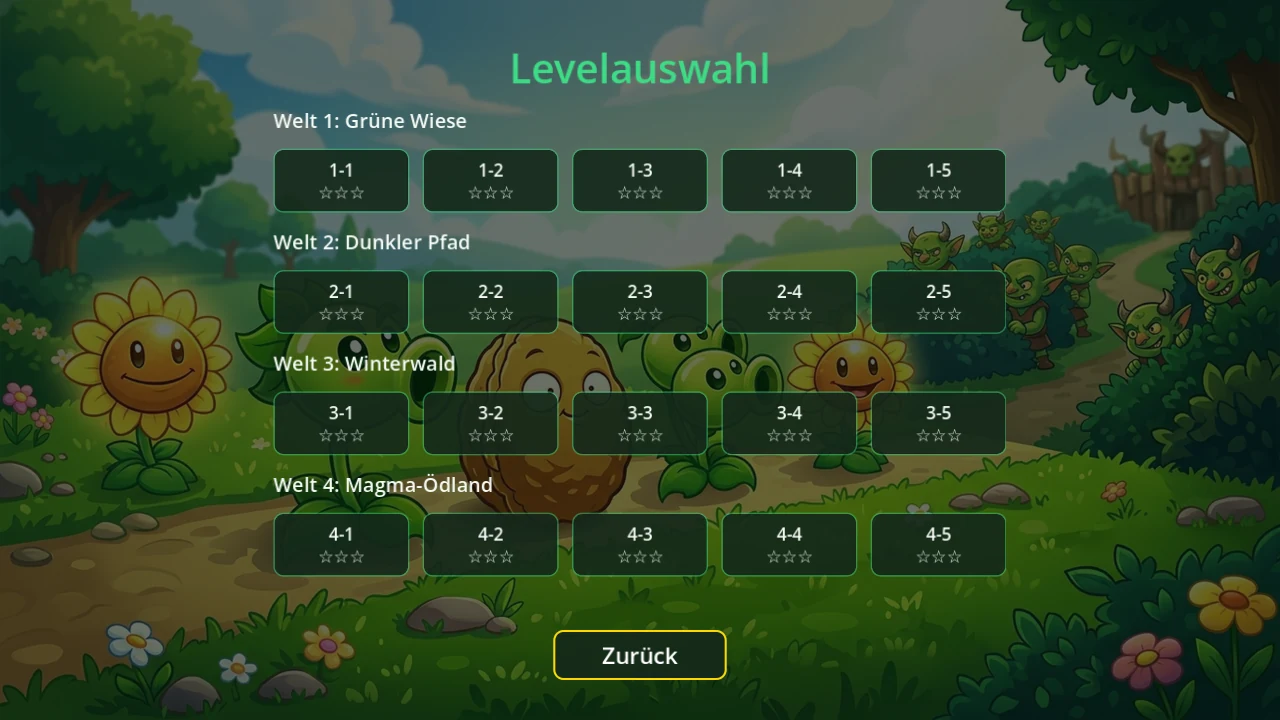 Levelauswahl
Welt 1: Grüne Wiese
1-1 1-2 1-3 1-4 1-5
☆☆☆ ☆☆☆ ☆☆☆ ☆☆☆ ☆☆☆
Welt 2: Dunkler Pfad
2-1 2-2 2-3 2-4 2-5
☆☆☆ ☆☆☆ ☆☆☆ ☆☆☆ ☆☆☆
Welt 3: Winterwald
3-1 3-2 3-3 3-4 3-5
☆☆☆ ☆☆☆ ☆☆☆ ☆☆☆ ☆☆☆
Welt 4: Magma-Ödland
4-1 4-2 4-3 4-4 4-5
☆☆☆ ☆☆☆ ☆☆☆ ☆☆☆ ☆☆☆
Zurück